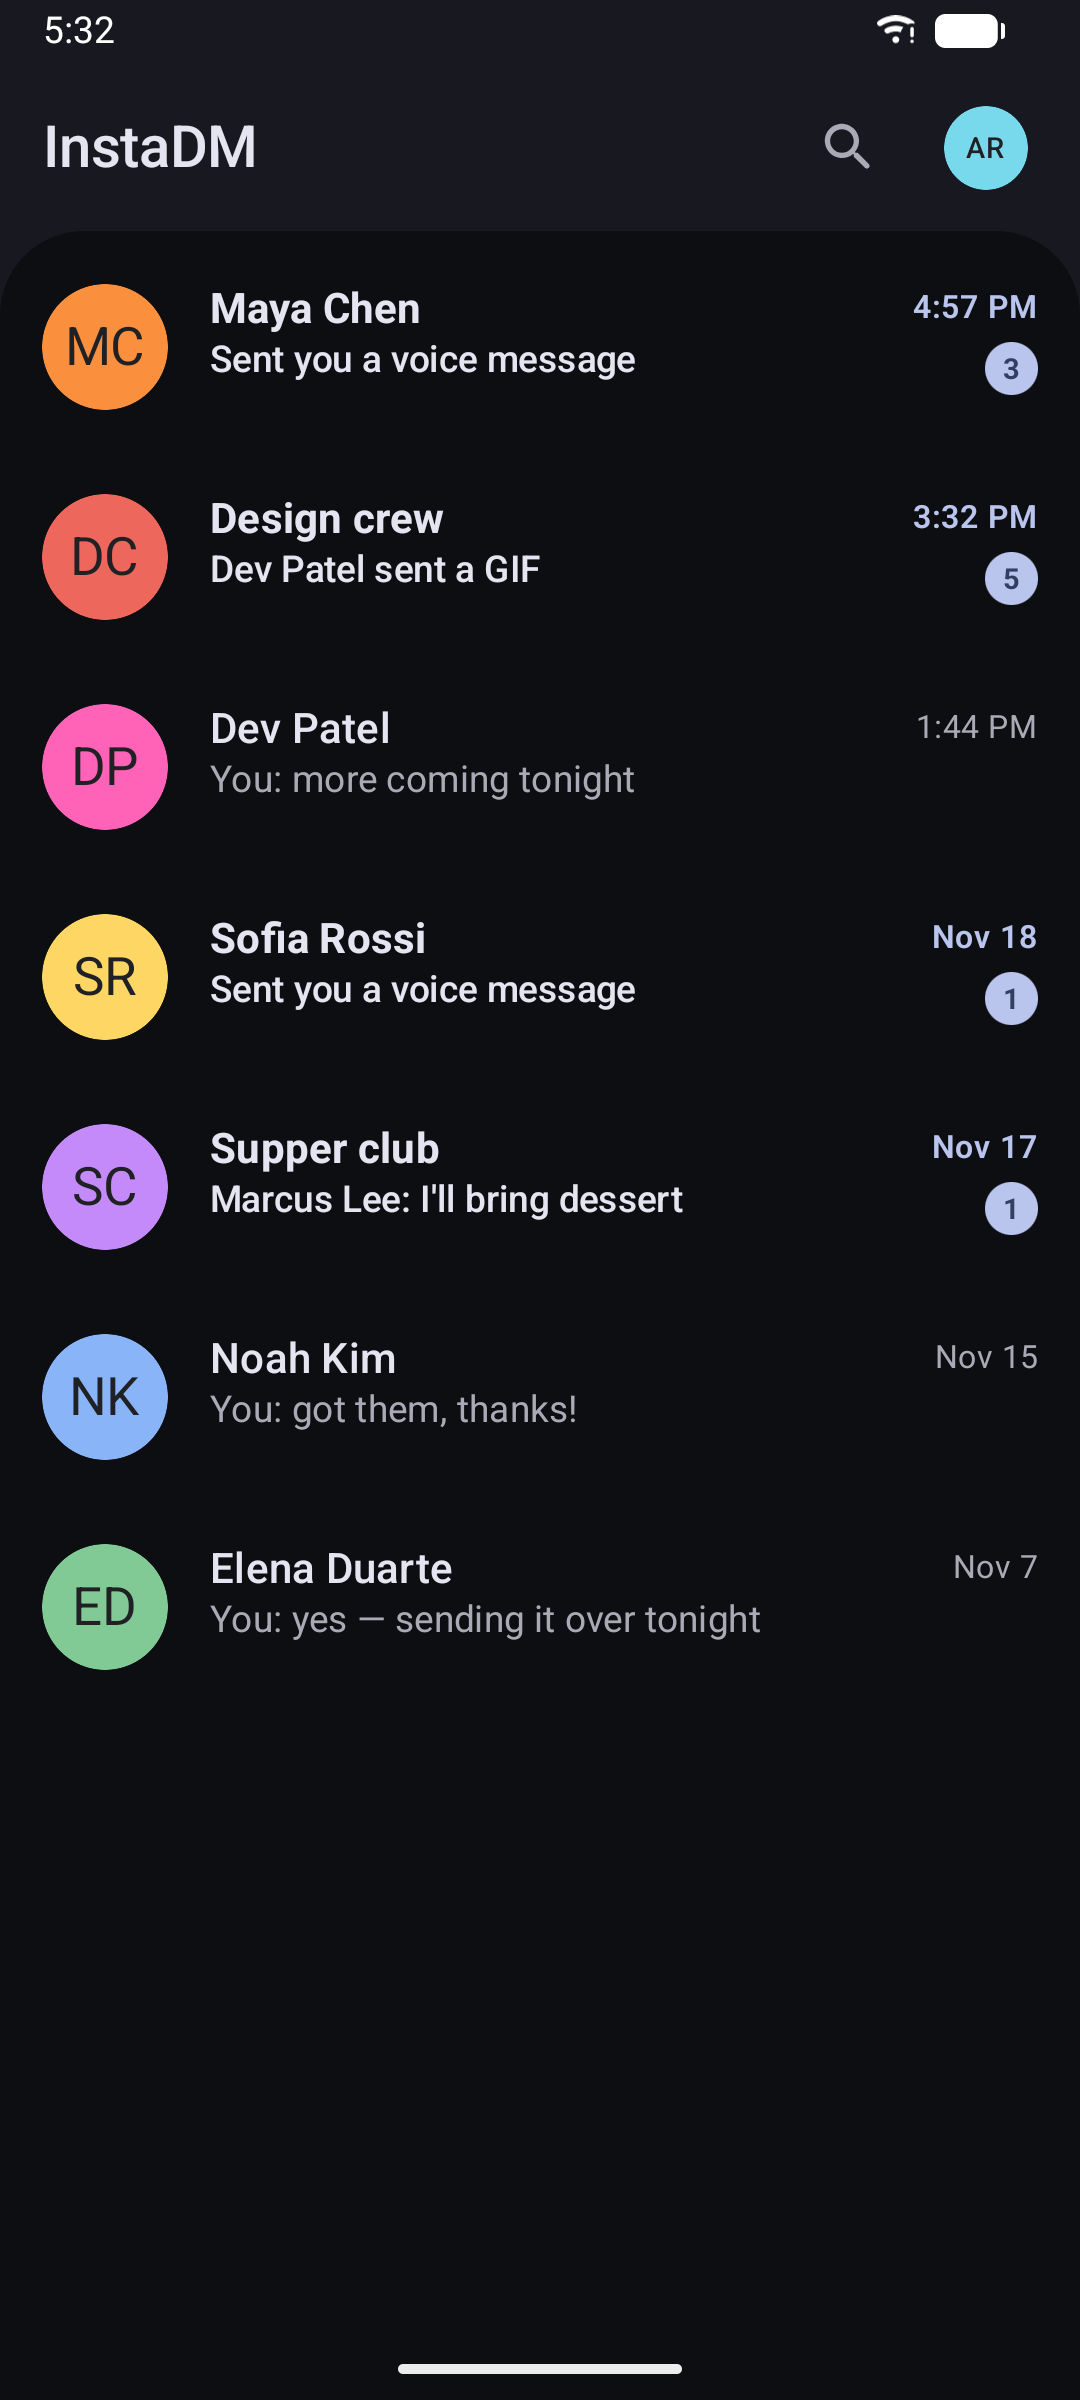 5:32
InstaDM
AR
MC
Maya Chen
4:57 PM
Sent you a voice message
3
DC
Design crew
3:32 PM
Dev Patel sent a GIF
5
DP
Dev Patel
1:44 PM
You: more coming tonight
SR
Sofia Rossi
Nov 18
Sent you a voice message
1
SC
Supper club
Nov 17
Marcus Lee: I'll bring dessert
1
NK
Noah Kim
Nov 15
You: got them, thanks!
ED
Elena Duarte
Nov 7
You: yes — sending it over tonight